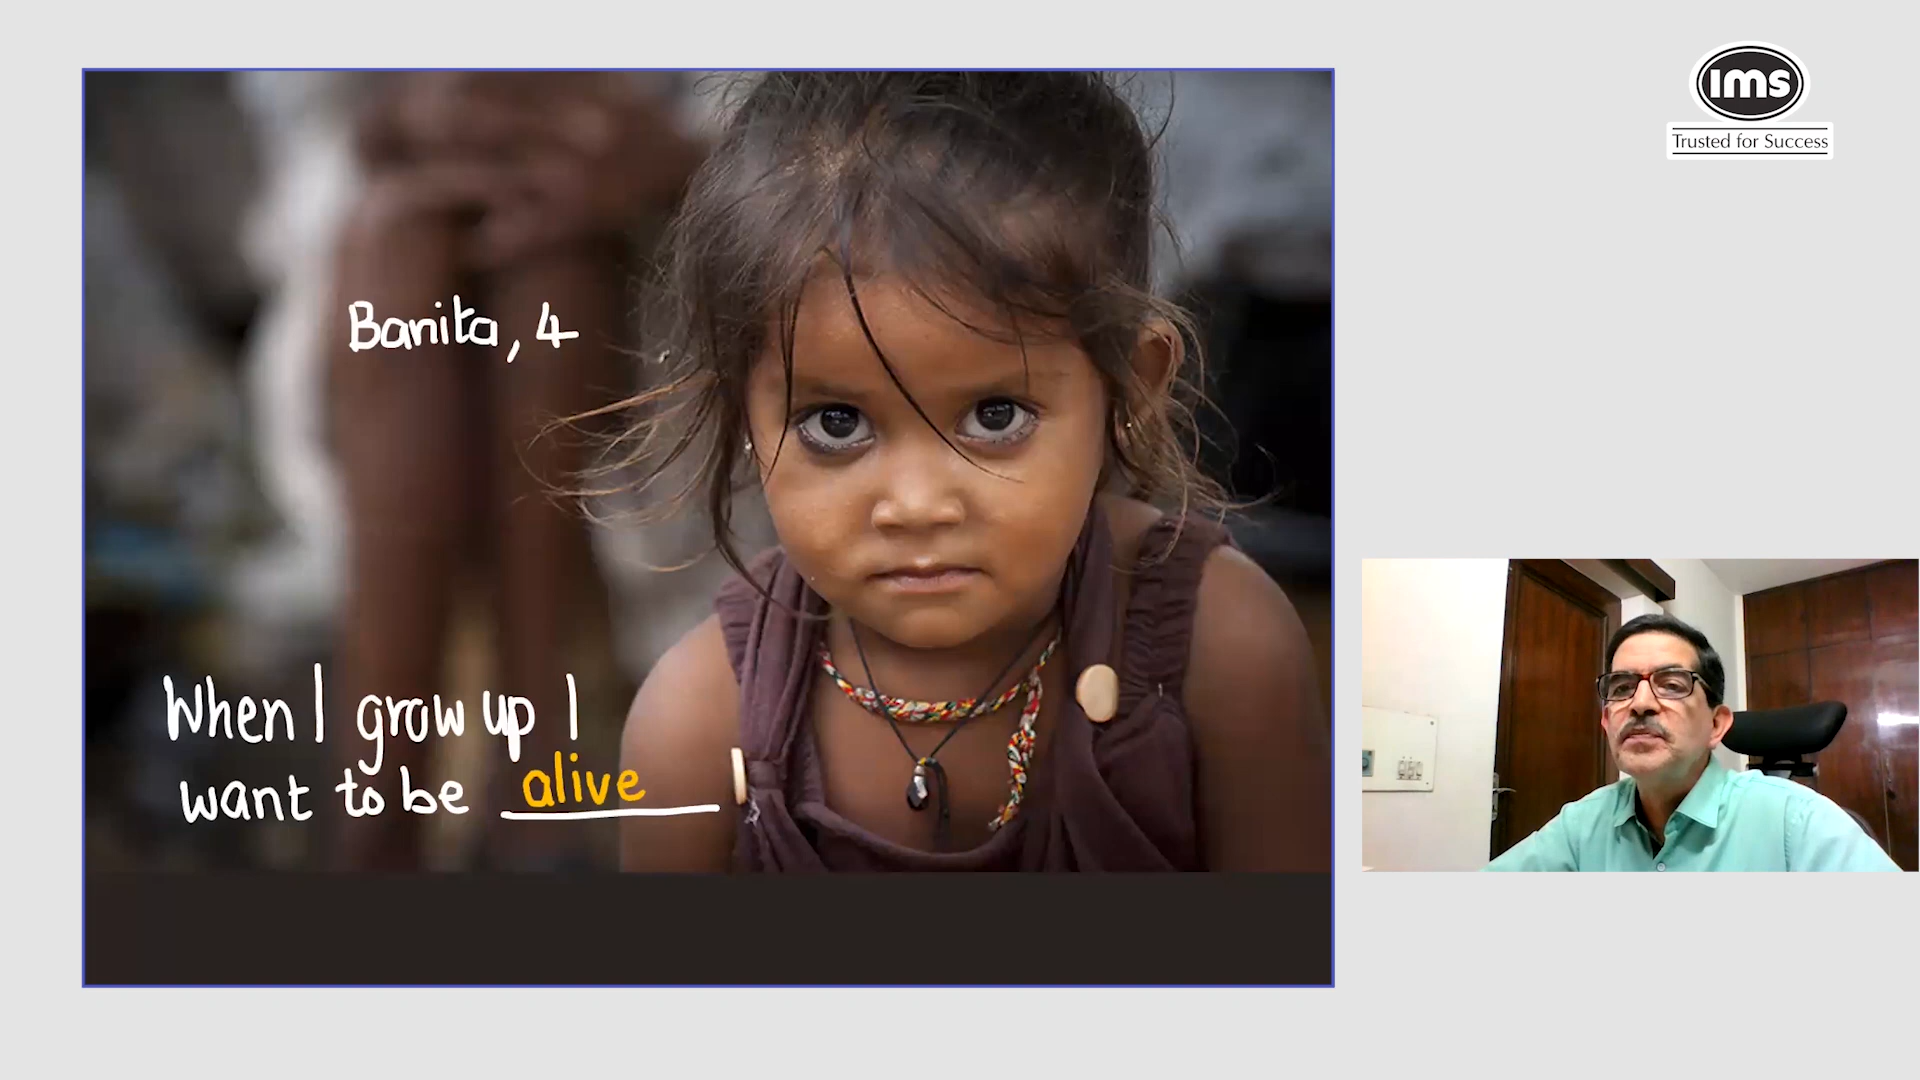 Banita, 4
When I grow up I
want to be alive
ims
Trusted for Success